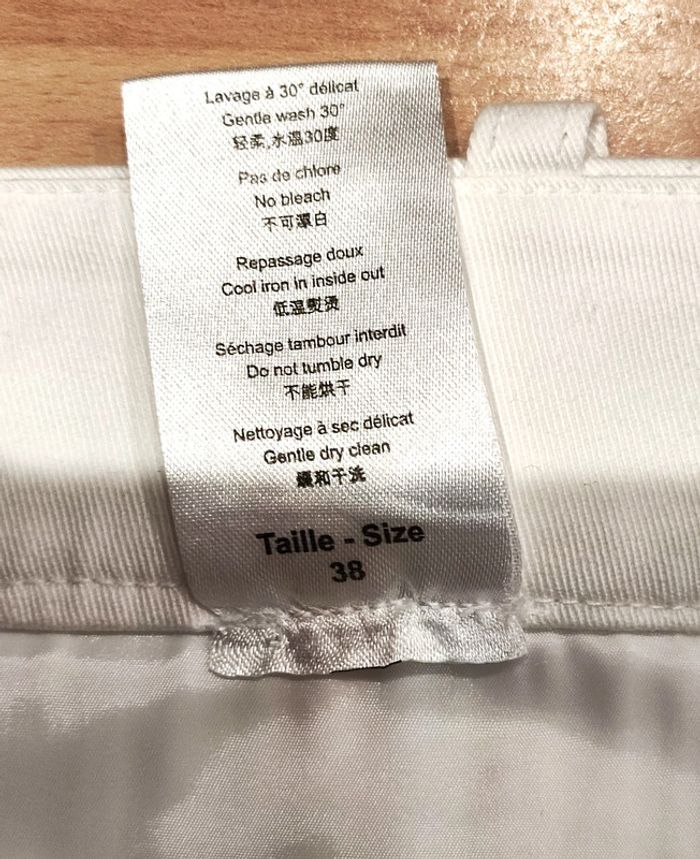 Lavage à 30° délicat
Gentle wash 30°
轻柔,水温30度
Pas de chlore
No bleach
不可漂白
Repassage doux
Cool iron in inside out
低温熨烫
Séchage tambour interdit
Do not tumble dry
不能烘干
Nettoyage à sec délicat
Gentle dry clean
缓和干洗
Taille - Size
38